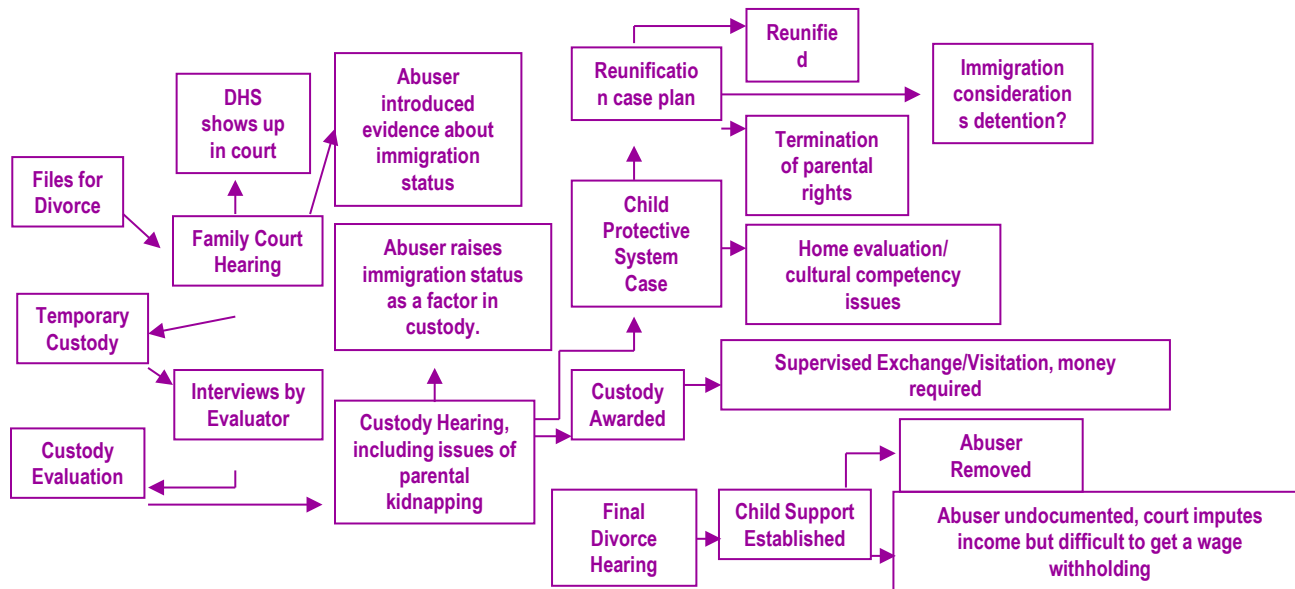 Files for
Divorce
DHS
shows up
in court
Family Court
Hearing
Abuser
introduced
evidence about
immigration
status
Temporary
Custody
Interviews by
Evaluator
Custody
Evaluation
Abuser raises
immigration status
as a factor in
custody.
Custody Hearing,
including issues of
parental
kidnapping
Reunificatio
n case plan
Reunifie
d
Immigration
consideration
s detention?
Termination
of parental
rights
Child
Protective
System
Case
Home evaluation/
cultural competency
issues
Custody
Awarded
Supervised Exchange/Visitation, money
required
Final
Divorce
Hearing
Child Support
Established
Abuser
Removed
Abuser undocumented, court imputes
income but difficult to get a wage
withholding